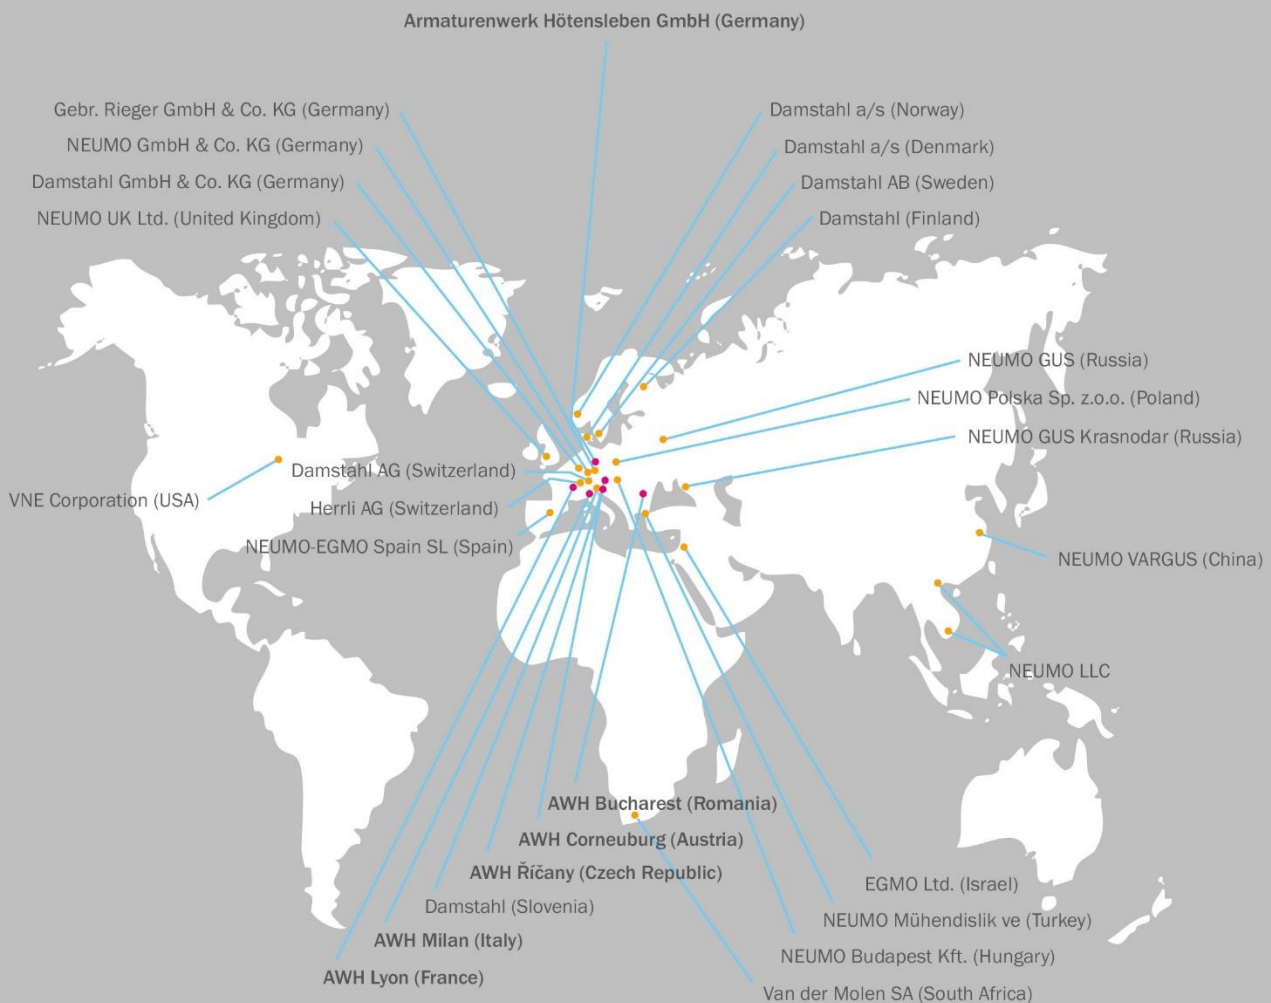 Armaturenwerk Hötensleben GmbH (Germany)
Gebr. Rieger GmbH & Co. KG (Germany)
NEUMO GmbH & Co. KG (Germany)
Damstahl GmbH & Co. KG (Germany)
NEUMO UK Ltd. (United Kingdom)
Damstahl a/s (Norway)
Damstahl a/s (Denmark)
Damstahl AB (Sweden)
Damstahl (Finland)
NEUMO GUS (Russia)
NEUMO Polska Sp. z.o.o. (Poland)
NEUMO GUS Krasnodar (Russia)
Damstahl AG (Switzerland)
VNE Corporation (USA)
Herrli AG (Switzerland)
NEUMO-EGMO Spain SL (Spain)
NEUMO VARGUS (China)
NEUMO LLC
AWH Bucharest (Romania)
AWH Corneuburg (Austria)
AWH Říčany (Czech Republic)
Damstahl (Slovenia)
AWH Milan (Italy)
AWH Lyon (France)
EGMO Ltd. (Israel)
NEUMO Mühendislik ve (Turkey)
NEUMO Budapest Kft. (Hungary)
Van der Molen SA (South Africa)